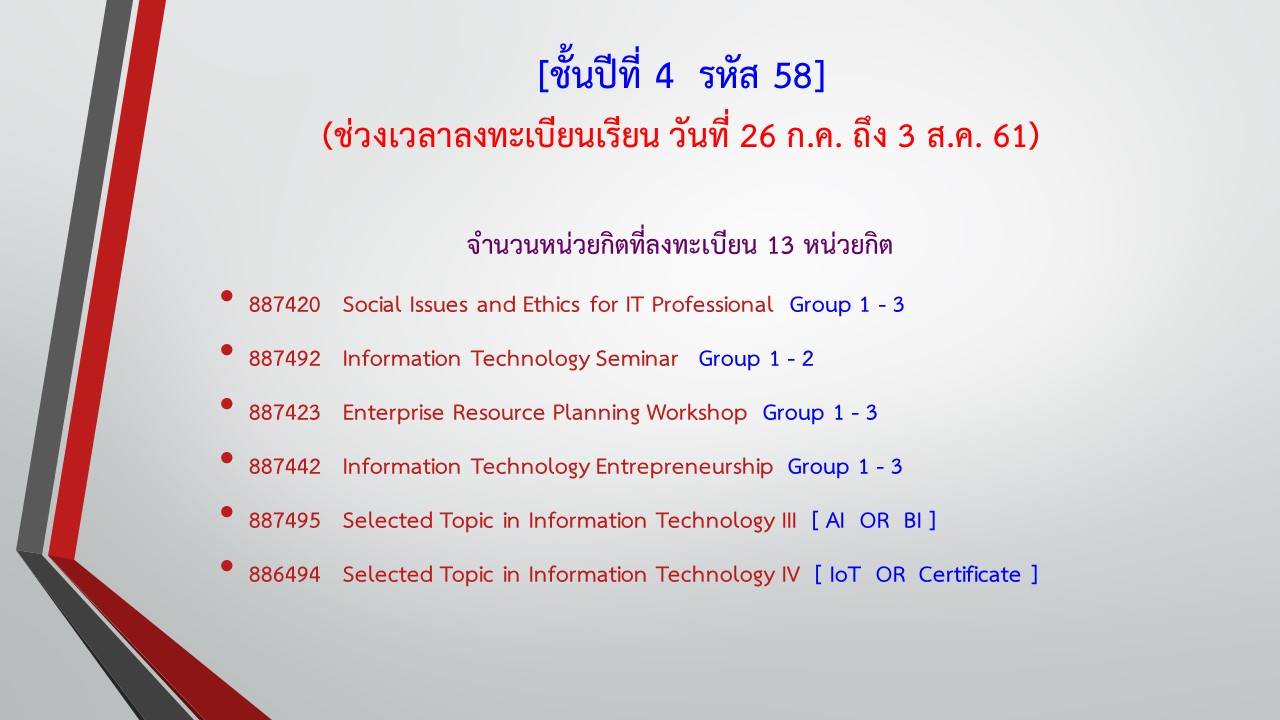 [ชั้นปีที่ 4 รหัส 58]
(ช่วงเวลาลงทะเบียนเรียน วันที่ 26 ก.ค. ถึง 3 ส.ค. 61)
จำนวนหน่วยกิตที่ลงทะเบียน 13 หน่วยกิต
• 887420 Social Issues and Ethics for IT Professional Group 1 - 3
• 887492 Information Technology Seminar Group 1 - 2
• 887423 Enterprise Resource Planning Workshop Group 1 - 3
• 887442 Information Technology Entrepreneurship Group 1 - 3
• 887495 Selected Topic in Information Technology III [ AI OR BI ]
• 886494 Selected Topic in Information Technology IV [ IoT OR Certificate ]